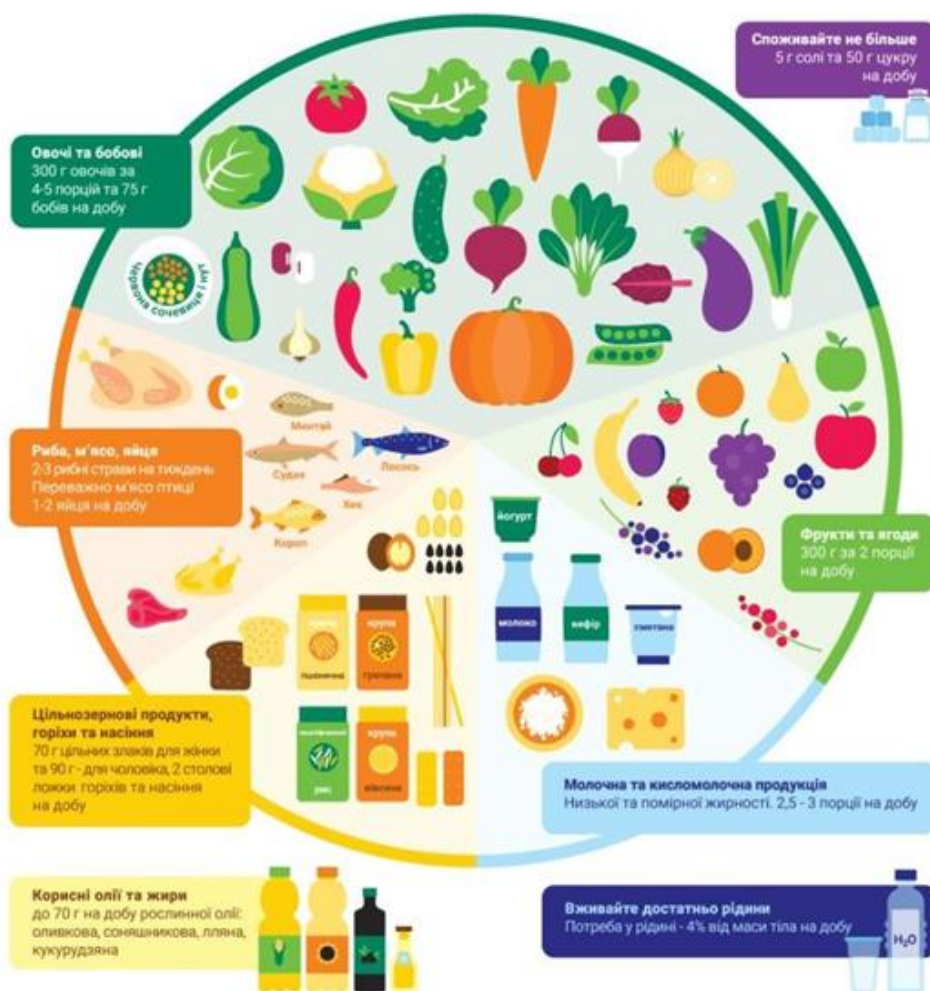 Споживайте не більше
5 г солі та 50 г цукру
на добу
Овочі та бобові
300 г овочів за
4-5 порцій та 75 г
бобів на добу
Червона сочевиця і нут
Риба, м'ясо, яйця
2-3 рибні страви на тиждень
Переважно м'ясо птиці
1-2 яйця на добу
Минтай
Судак
Лосось
Хек
Короп
Фрукти та ягоди
300 г за 2 порції
на добу
йогурт
молоко
кефір
сметана
крупа
пшенична
крупа
гречана
рис
крупа
вівсяна
Цільнозернові продукти,
горіхи та насіння
70 г цільних злаків для жінки
та 90 г - для чоловіка, 2 столові
ложки горіхів та насіння
на добу
Молочна та кисломолочна продукція
Низької та помірної жирності. 2,5 - 3 порції на добу
Корисні олії та жири
до 70 г на добу рослинної олії:
оливкова, соняшникова, лляна,
кукурудзяна
Вживайте достатньо рідини
Потреба у рідині - 4% від маси тіла на добу
H₂O